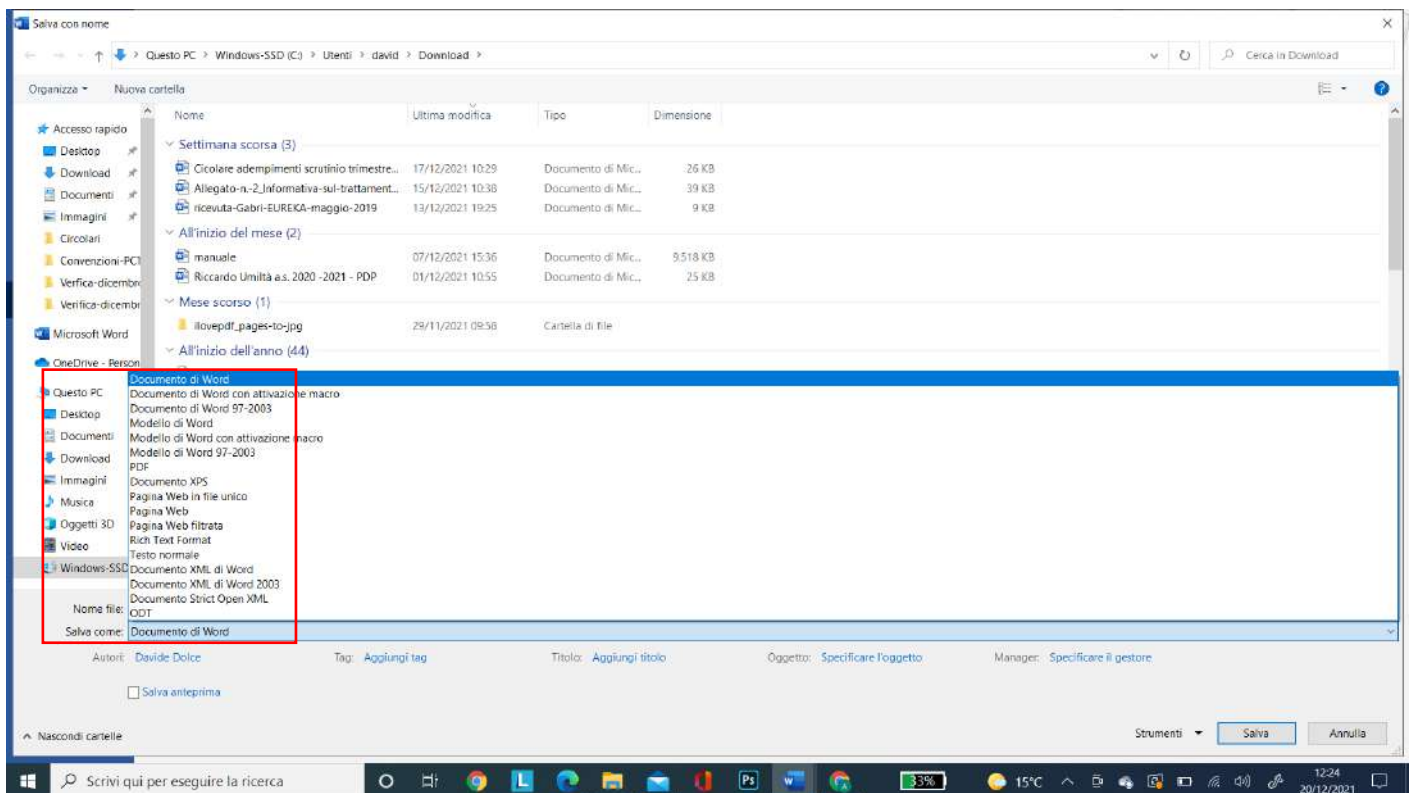 Salva con nome
Questo PC > Windows-SSD (C:) > Utenti > david > Download >
Cerca in Download
Organizza
Nuova cartella
Nome
Ultima modifica
Tipo
Dimensione
Accesso rapido
Desktop
Download
Documenti
Immagini
Circolari
Convenzioni-PCT
Verfica-dicembre
Verifica-dicembr
Microsoft Word
OneDrive - Person
Questo PC
Desktop
Documenti
Download
Immagini
Musica
Oggetti 3D
Video
Windows-SSD
Settimana scorsa (3)
Cicolare adempimenti scrutinio trimestre... 17/12/2021 10:29 Documento di Mic... 26 KB
Allegato-n.-2_Informativa-sul-trattament... 15/12/2021 10:38 Documento di Mic... 39 KB
ricevuta-Gabri-EUREKA-maggio-2019 13/12/2021 19:25 Documento di Mic... 9 KB
All'inizio del mese (2)
manuale 07/12/2021 15:36 Documento di Mic... 9.518 KB
Riccardo Umiltà a.s. 2020 -2021 - PDP 01/12/2021 10:55 Documento di Mic... 25 KB
Mese scorso (1)
ilovepdf_pages-to-jpg 29/11/2021 09:58 Cartella di file
All'inizio dell'anno (44)
Documento di Word
Documento di Word con attivazione macro
Documento di Word 97-2003
Modello di Word
Modello di Word con attivazione macro
Modello di Word 97-2003
PDF
Documento XPS
Pagina Web in file unico
Pagina Web
Pagina Web filtrata
Rich Text Format
Testo normale
Documento XML di Word
Documento XML di Word 2003
Documento Strict Open XML
ODT
Nome file:
Salva come: Documento di Word
Autori: Davide Dolce Tag: Aggiungi tag Titolo: Aggiungi titolo Oggetto: Specificare l'oggetto Manager: Specificare il gestore
Salva anteprima
Nascondi cartelle
Strumenti
Salva
Annulla
Scrivi qui per eseguire la ricerca
L
Ps
W
33%
15°C
12:24
20/12/2021